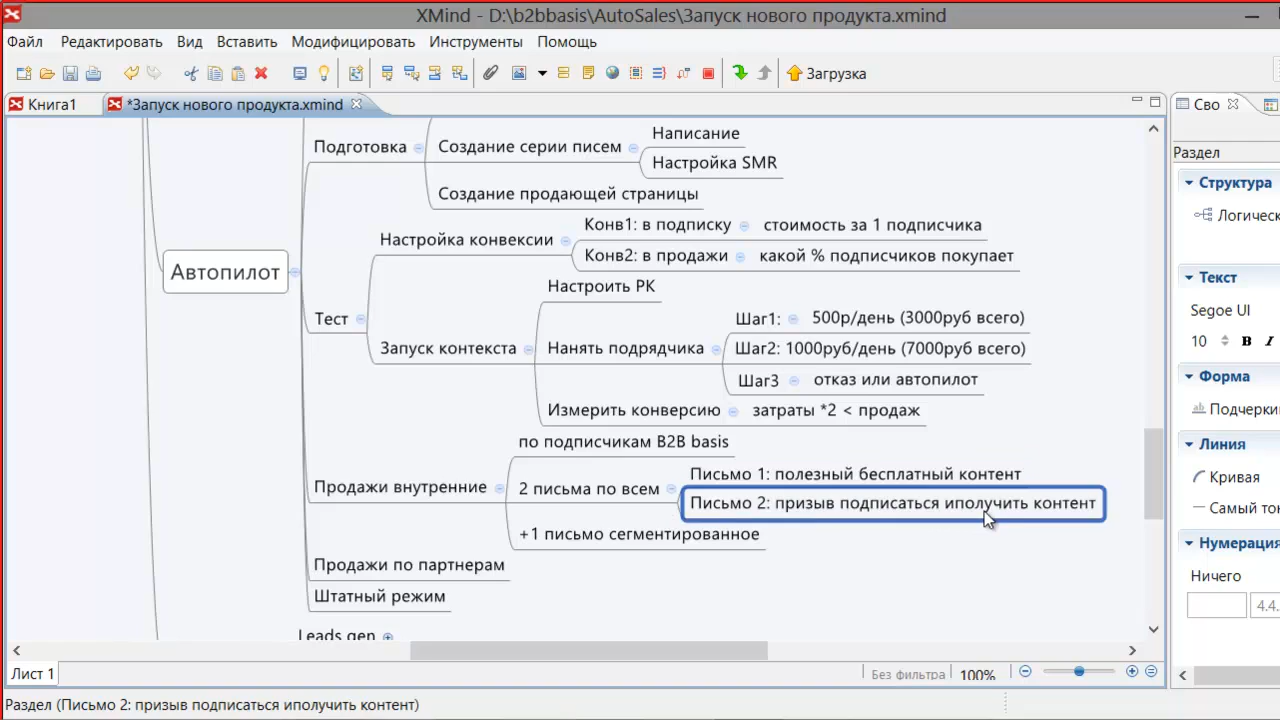 XMind - D:\b2bbasis\AutoSales\Запуск нового продукта.xmind
Файл Редактировать Вид Вставить Модифицировать Инструменты Помощь
Загрузка
Книга1 *Запуск нового продукта.xmind Сво
Раздел
Структура
Логическ
Текст
Segoe UI
10 B I
Форма
Подчеркн
Линия
Кривая
Самый тон
Нумерация
Ничего
4.4.
Автопилот
Подготовка
Создание серии писем
Написание
Настройка SMR
Создание продающей страницы
Тест
Настройка конвексии
Конв1: в подписку стоимость за 1 подписчика
Конв2: в продажи какой % подписчиков покупает
Запуск контекста
Настроить РК
Нанять подрядчика
Шаг1: 500р/день (3000руб всего)
Шаг2: 1000руб/день (7000руб всего)
Шаг3 отказ или автопилот
Измерить конверсию затраты *2 < продаж
Продажи внутренние
по подписчикам B2B basis
2 письма по всем
Письмо 1: полезный бесплатный контент
Письмо 2: призыв подписаться иполучить контент
+1 письмо сегментированное
Продажи по партнерам
Штатный режим
Leads gen
Лист 1 Без фильтра 100%
Раздел (Письмо 2: призыв подписаться иполучить контент)